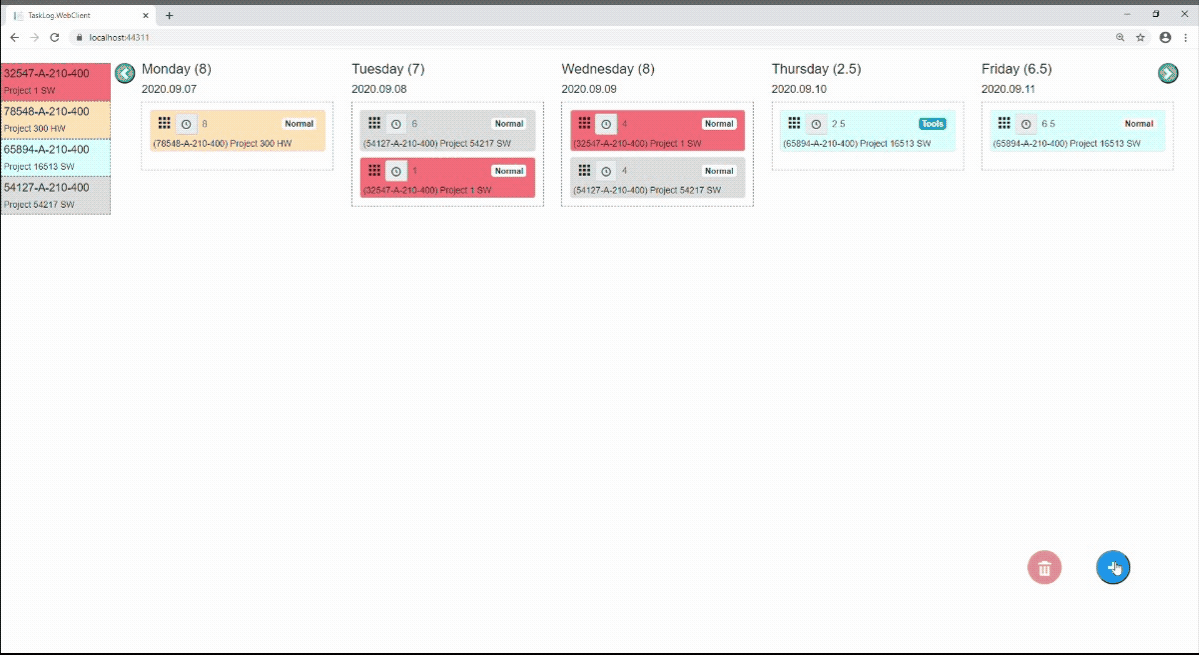 TaskLog.WebClient
localhost:44311
32547-A-210-400
Project 1 SW
78548-A-210-400
Project 300 HW
65894-A-210-400
Project 16513 SW
54127-A-210-400
Project 54217 SW
Monday (8)
2020.09.07
8 Normal
(78548-A-210-400) Project 300 HW
Tuesday (7)
2020.09.08
6 Normal
(54127-A-210-400) Project 54217 SW
1 Normal
(32547-A-210-400) Project 1 SW
Wednesday (8)
2020.09.09
4 Normal
(32547-A-210-400) Project 1 SW
4 Normal
(54127-A-210-400) Project 54217 SW
Thursday (2.5)
2020.09.10
2.5 Tools
(65894-A-210-400) Project 16513 SW
Friday (6.5)
2020.09.11
6.5 Normal
(65894-A-210-400) Project 16513 SW